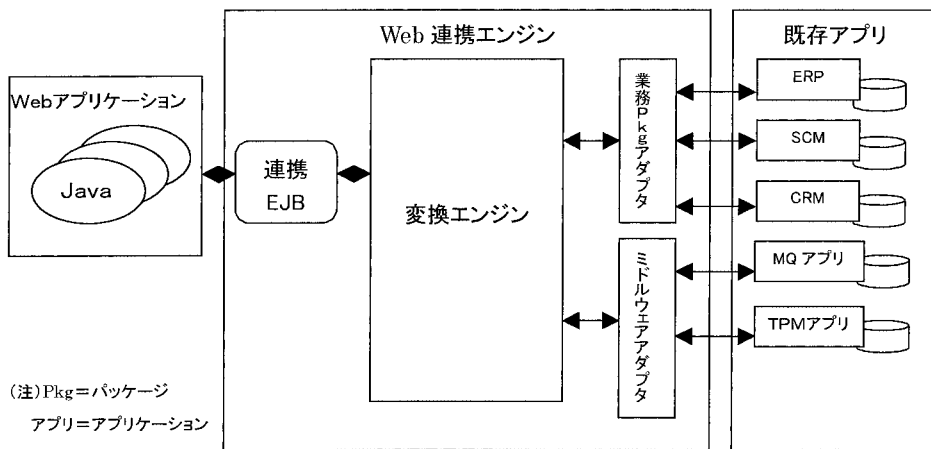 Web 連携エンジン
既存アプリ
Webアプリケーション
Java
連携
EJB
変換エンジン
業務Pkgアダプタ
ミドルウェアアダプタ
ERP
SCM
CRM
MQ アプリ
TPMアプリ
(注)Pkg=パッケージ
アプリ=アプリケーション